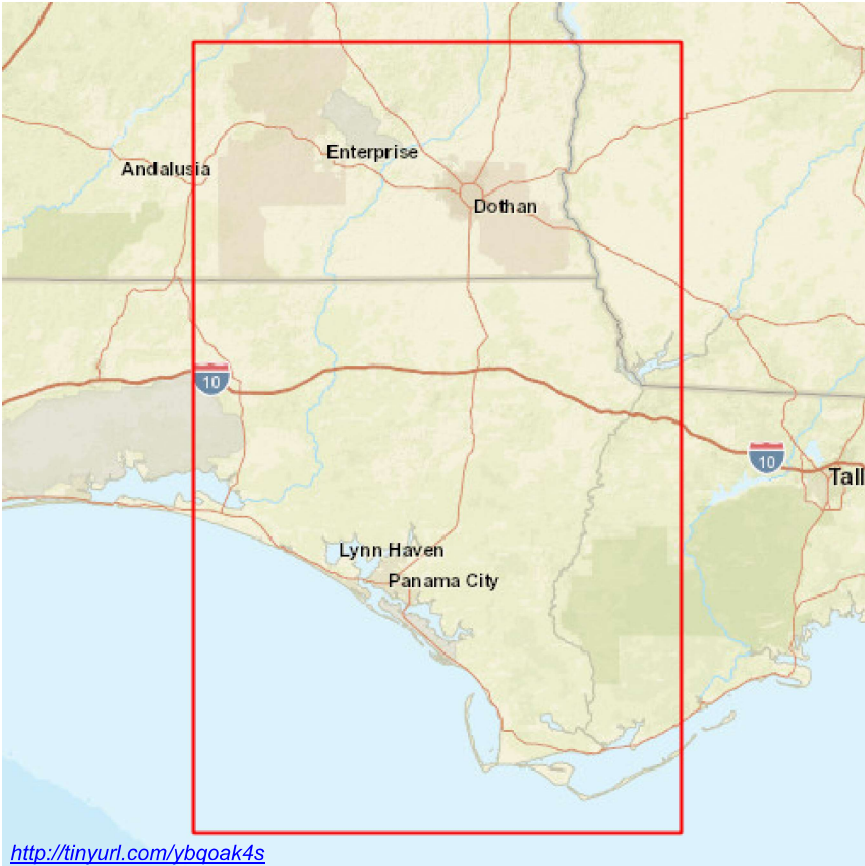 Enterprise
Andalusia
Dothan
10
10
Tall
Lynn Haven
Panama City
http://tinyurl.com/ybqoak4s